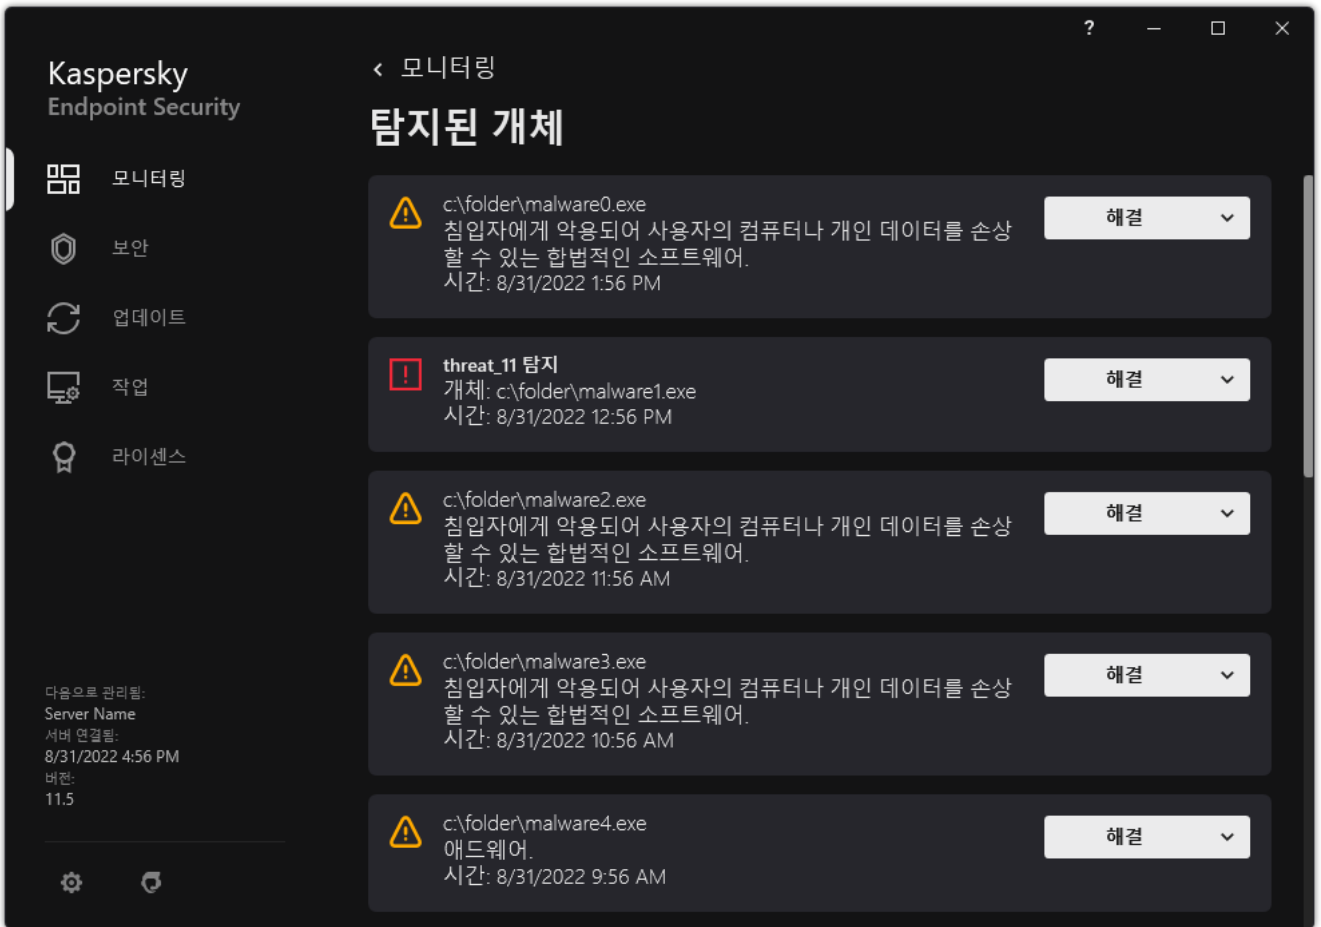 ?
Kaspersky
Endpoint Security
모니터링
보안
업데이트
작업
라이센스
다음으로 관리됨:
Server Name
서버 연결됨:
8/31/2022 4:56 PM
버전:
11.5
모니터링
탐지된 개체
c:\folder\malware0.exe
침입자에게 악용되어 사용자의 컴퓨터나 개인 데이터를 손상
할 수 있는 합법적인 소프트웨어.
시간: 8/31/2022 1:56 PM
해결
threat_11 탐지
개체: c:\folder\malware1.exe
시간: 8/31/2022 12:56 PM
해결
c:\folder\malware2.exe
침입자에게 악용되어 사용자의 컴퓨터나 개인 데이터를 손상
할 수 있는 합법적인 소프트웨어.
시간: 8/31/2022 11:56 AM
해결
c:\folder\malware3.exe
침입자에게 악용되어 사용자의 컴퓨터나 개인 데이터를 손상
할 수 있는 합법적인 소프트웨어.
시간: 8/31/2022 10:56 AM
해결
c:\folder\malware4.exe
애드웨어.
시간: 8/31/2022 9:56 AM
해결